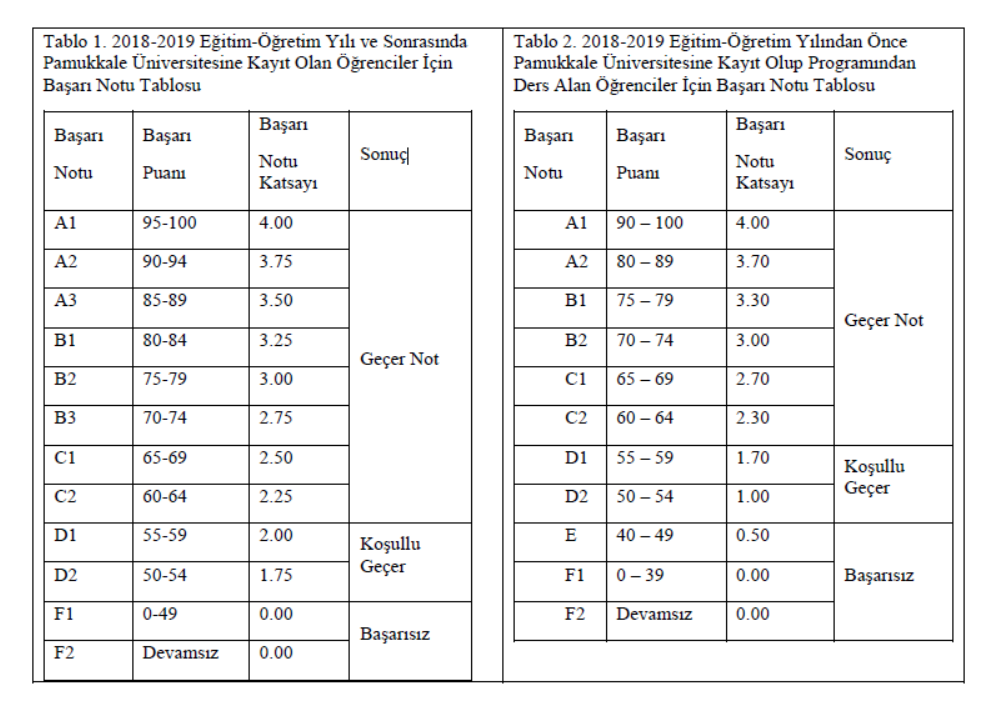 Tablo 1. 2018-2019 Eğitim-Öğretim Yılı ve Sonrasında
Pamukkale Üniversitesine Kayıt Olan Öğrenciler İçin
Başarı Notu Tablosu
Başarı Notu Başarı Puanı Başarı Notu Katsayı Sonuç
A1 95-100 4.00
A2 90-94 3.75
A3 85-89 3.50
B1 80-84 3.25
Geçer Not
B2 75-79 3.00
B3 70-74 2.75
C1 65-69 2.50
C2 60-64 2.25
D1 55-59 2.00 Koşullu
D2 50-54 1.75 Geçer
F1 0-49 0.00
Başarısız
F2 Devamsız 0.00
Tablo 2. 2018-2019 Eğitim-Öğretim Yılından Önce
Pamukkale Üniversitesine Kayıt Olup Programından
Ders Alan Öğrenciler İçin Başarı Notu Tablosu
Başarı Notu Başarı Puanı Başarı Notu Katsayı Sonuç
A1 90 – 100 4.00
A2 80 – 89 3.70
B1 75 – 79 3.30
Geçer Not
B2 70 – 74 3.00
C1 65 – 69 2.70
C2 60 – 64 2.30
D1 55 – 59 1.70 Koşullu
D2 50 – 54 1.00 Geçer
E 40 – 49 0.50
F1 0 – 39 0.00 Başarısız
F2 Devamsız 0.00